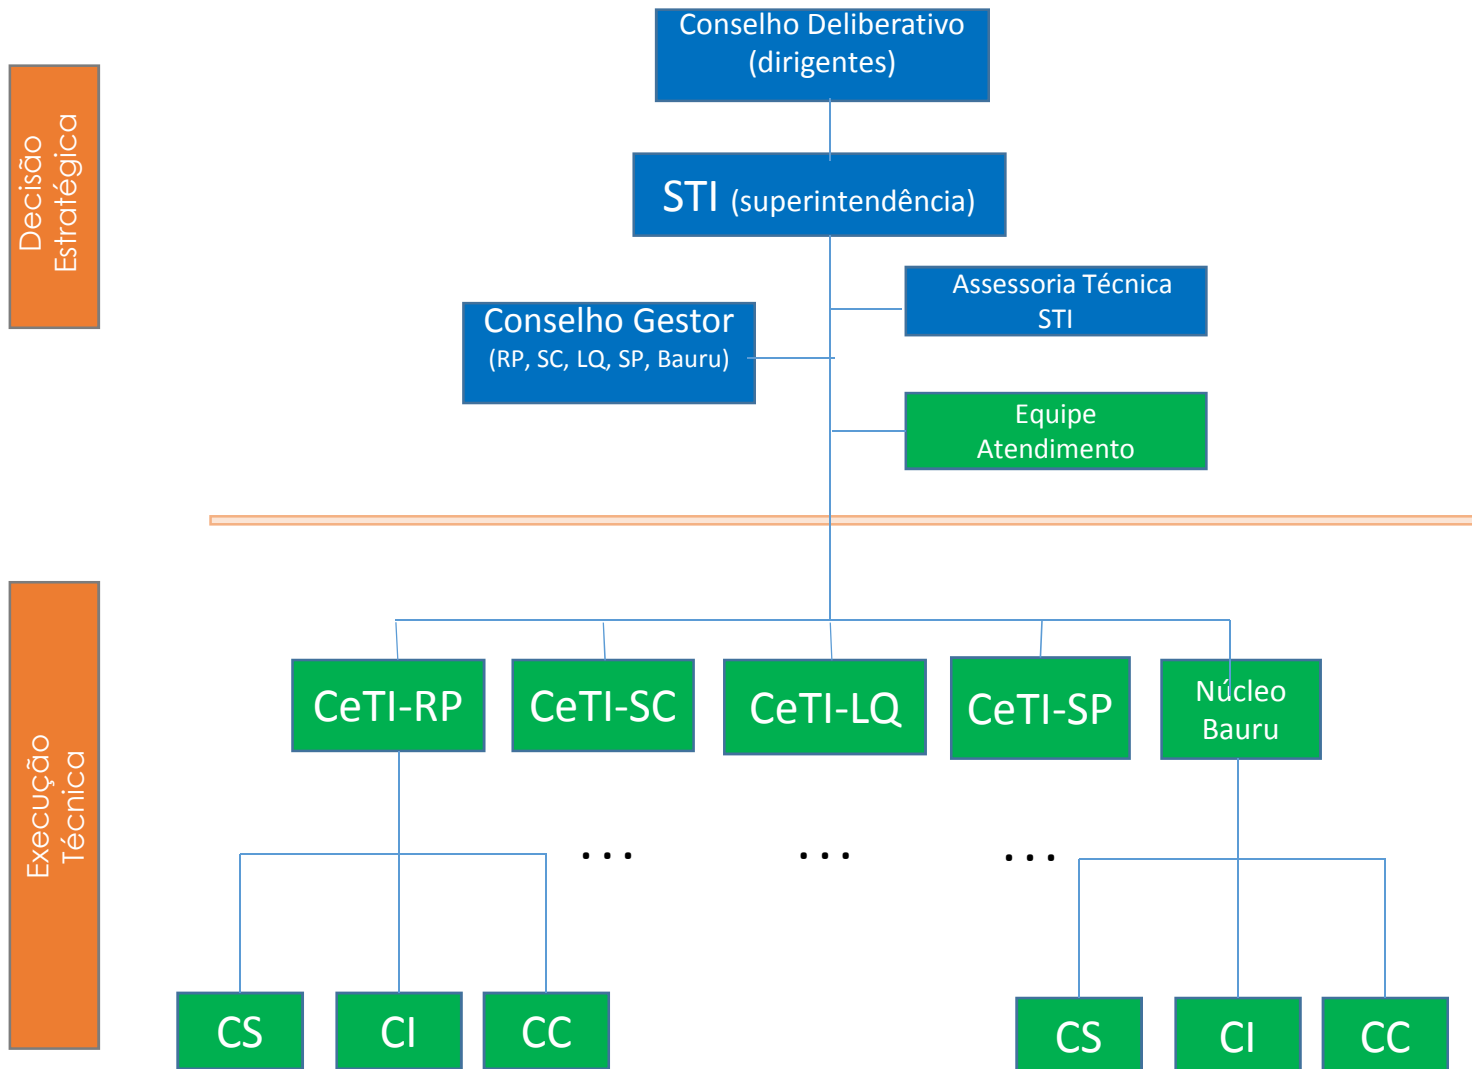 Conselho Deliberativo
(dirigentes)
Decisão
Estratégica
STI (superintendência)
Assessoria Técnica
STI
Conselho Gestor
(RP, SC, LQ, SP, Bauru)
Equipe
Atendimento
Execução
Técnica
CeTI-RP
CeTI-SC
CeTI-LQ
CeTI-SP
Núcleo
Bauru
...
...
...
CS
CI
CC
CS
CI
CC